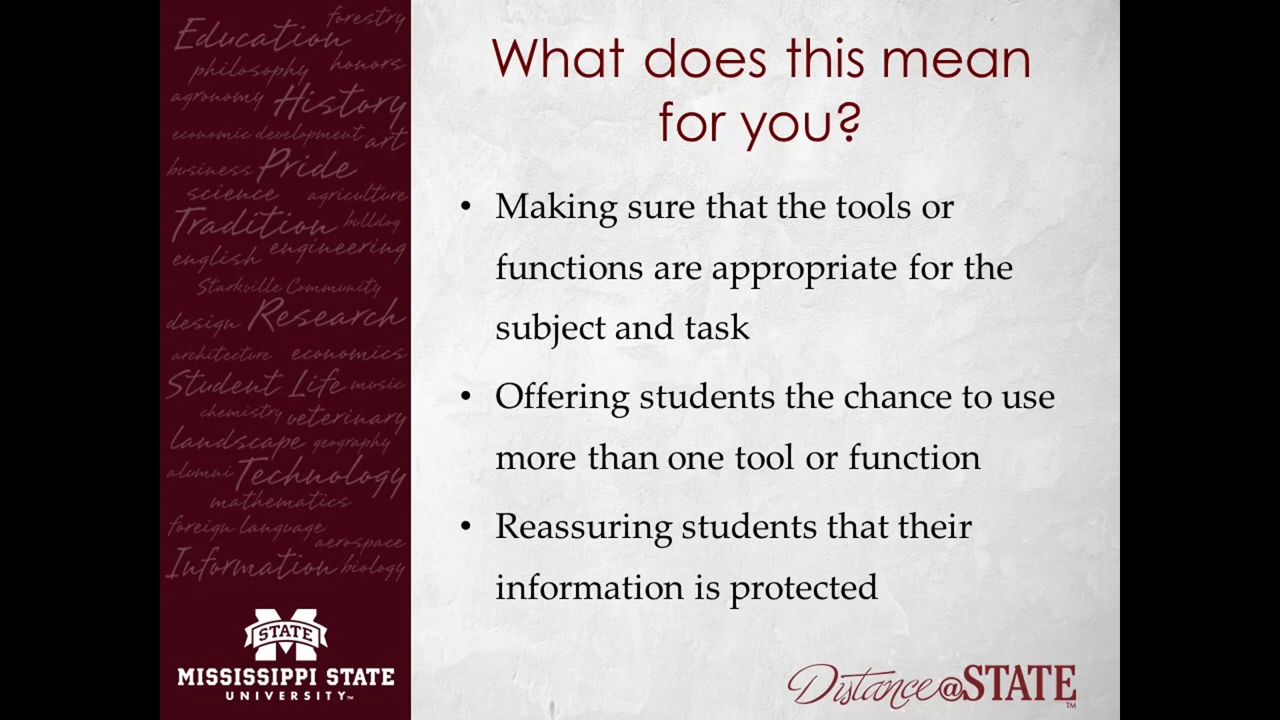 forestry
Education
philosophy honors
agronomy History
economic development art
business Pride
science agriculture
Tradition bulldog
english engineering
Starkville Community
design Research
architecture economics
Student Life music
chemistry veterinary
landscape geography
alumni Technology
mathematics
foreign language
aerospace
Information biology
STATE
MISSISSIPPI STATE
UNIVERSITY™
What does this mean
for you?
• Making sure that the tools or
functions are appropriate for the
subject and task
• Offering students the chance to use
more than one tool or function
• Reassuring students that their
information is protected
Distance@STATE™